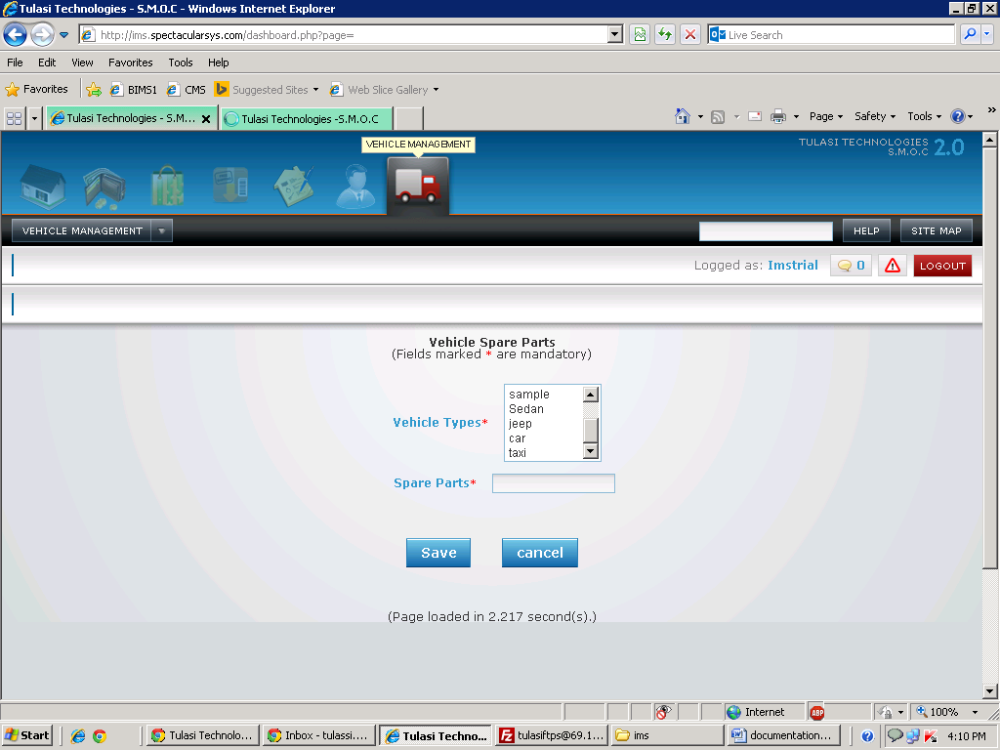 Tulasi Technologies - S.M.O.C - Windows Internet Explorer
http://ims.spectacularsys.com/dashboard.php?page=
Live Search
File Edit View Favorites Tools Help
Favorites BIMS1 CMS Suggested Sites Web Slice Gallery
Tulasi Technologies - S.M... Tulasi Technologies -S.M.O.C Page Safety Tools »
VEHICLE MANAGEMENT
TULASI TECHNOLOGIES
S.M.O.C 2.0
VEHICLE MANAGEMENT HELP SITE MAP
Logged as: Imstrial 0 LOGOUT
Vehicle Spare Parts
(Fields marked * are mandatory)
sample
Sedan
Vehicle Types* jeep
car
taxi
Spare Parts*
Save cancel
(Page loaded in 2.217 second(s).)
Internet ABP 100%
Start Tulasi Technolo... Inbox - tulassi.... Tulasi Techno... tulasiftps@69.1... ims documentation... 4:10 PM